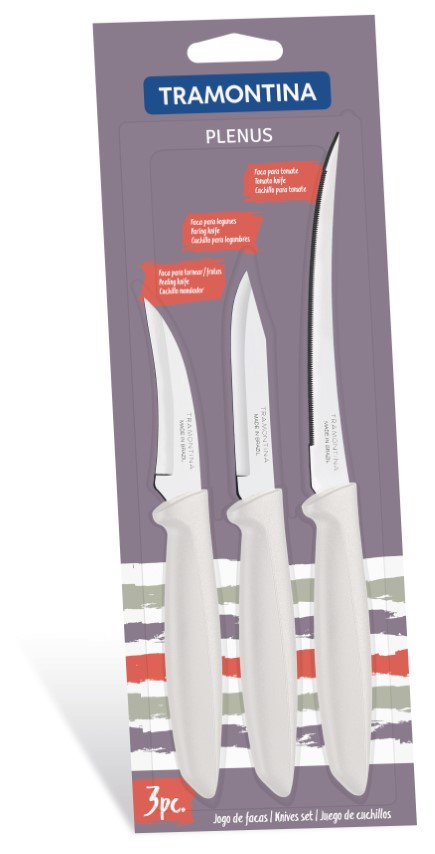 TRAMONTINA
PLENUS
Faca para tomate
Tomato knife
Cuchillo para tomate
Faca para legumes
Paring knife
Cuchillo para legumbres
Faca para tornear/frutas
Peeling knife
Cuchillo mondador
TRAMONTINA
MADE IN BRAZIL
TRAMONTINA
MADE IN BRAZIL
TRAMONTINA
MADE IN BRAZIL
3pc.
Jogo de facas | Knives set | Juego de cuchillos